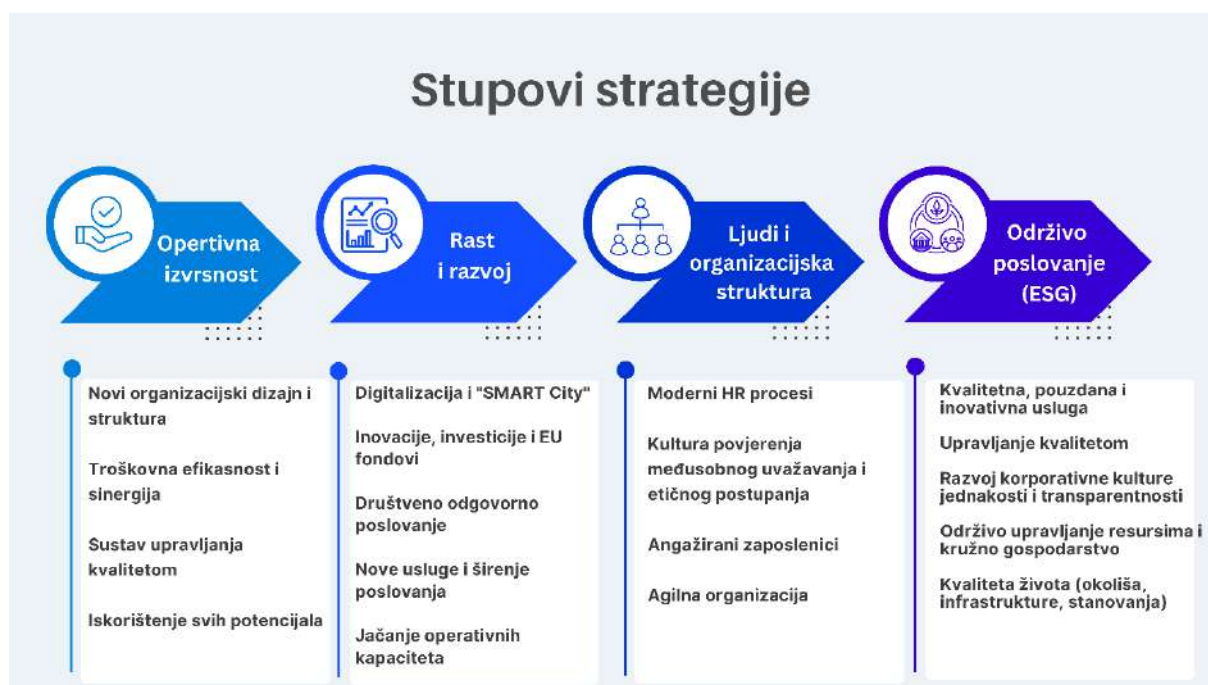 Stupovi strategije
Opertivna
izvrsnost
Novi organizacijski dizajn i
struktura
Troškovna efikasnost i
sinergija
Sustav upravljanja
kvalitetom
Iskorištenje svih potencijala
Rast
i razvoj
Digitalizacija i "SMART City"
Inovacije, investicije i EU
fondovi
Društveno odgovorno
poslovanje
Nove usluge i širenje
poslovanja
Jačanje operativnih
kapaciteta
Ljudi i
organizacijska
struktura
Moderni HR procesi
Kultura povjerenja
međusobnog uvažavanja i
etičnog postupanja
Angažirani zaposlenici
Agilna organizacija
Održivo
poslovanje
(ESG)
Kvalitetna, pouzdana i
inovativna usluga
Upravljanje kvalitetom
Razvoj korporativne kulture
jednakosti i transparentnosti
Održivo upravljanje resursima i
kružno gospodarstvo
Kvaliteta života (okoliša,
infrastrukture, stanovanja)